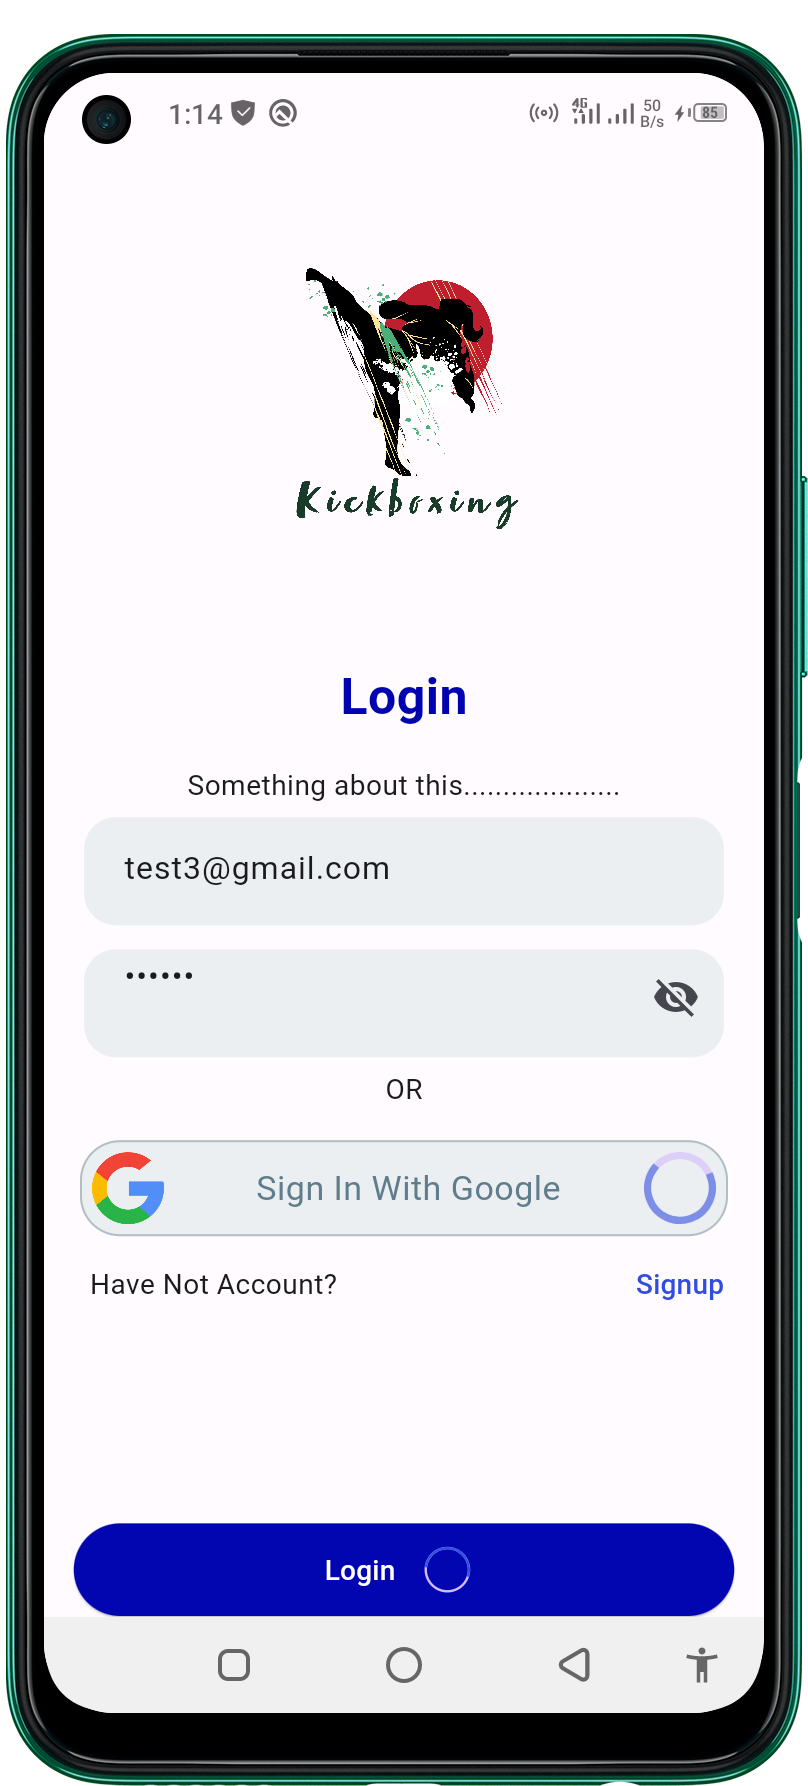 1:14 4G 50 B/s 85
Kickboxing
Login
Something about this....................
test3@gmail.com
••••••
OR
Sign In With Google
Have Not Account? Signup
Login